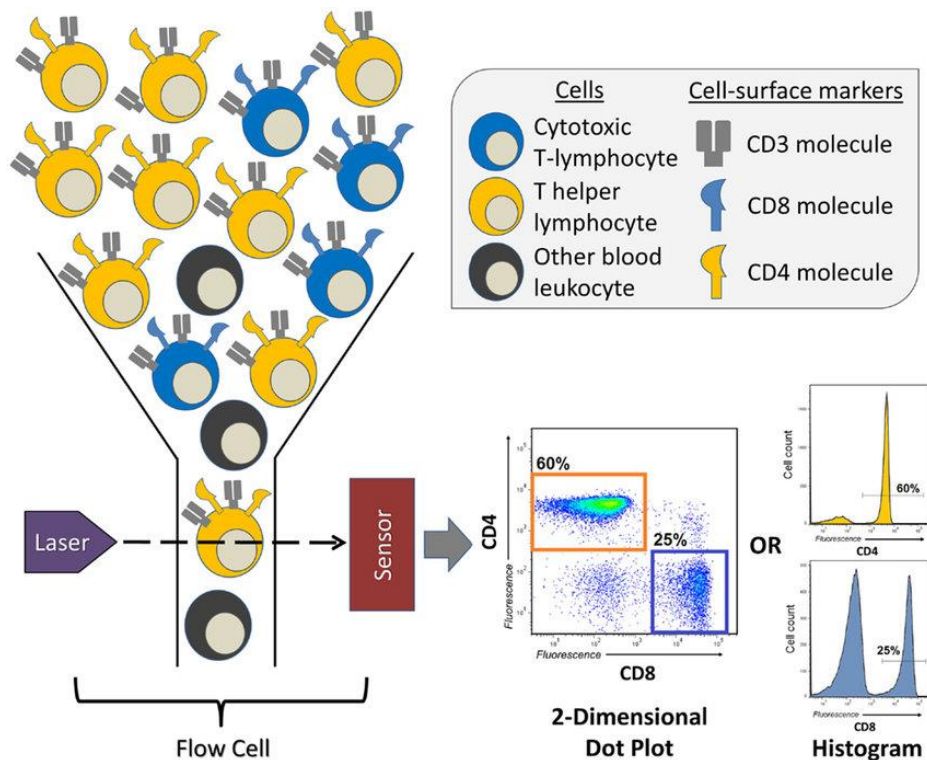 Cells
Cell-surface markers
Cytotoxic
T-lymphocyte
CD3 molecule
T helper
lymphocyte
CD8 molecule
Other blood
leukocyte
CD4 molecule
Laser
Sensor
Flow Cell
60%
25%
CD4
Fluorescence
Fluorescence
CD8
2-Dimensional
Dot Plot
OR
Cell count
60%
Fluorescence
CD4
Cell count
25%
Fluorescence
CD8
Histogram